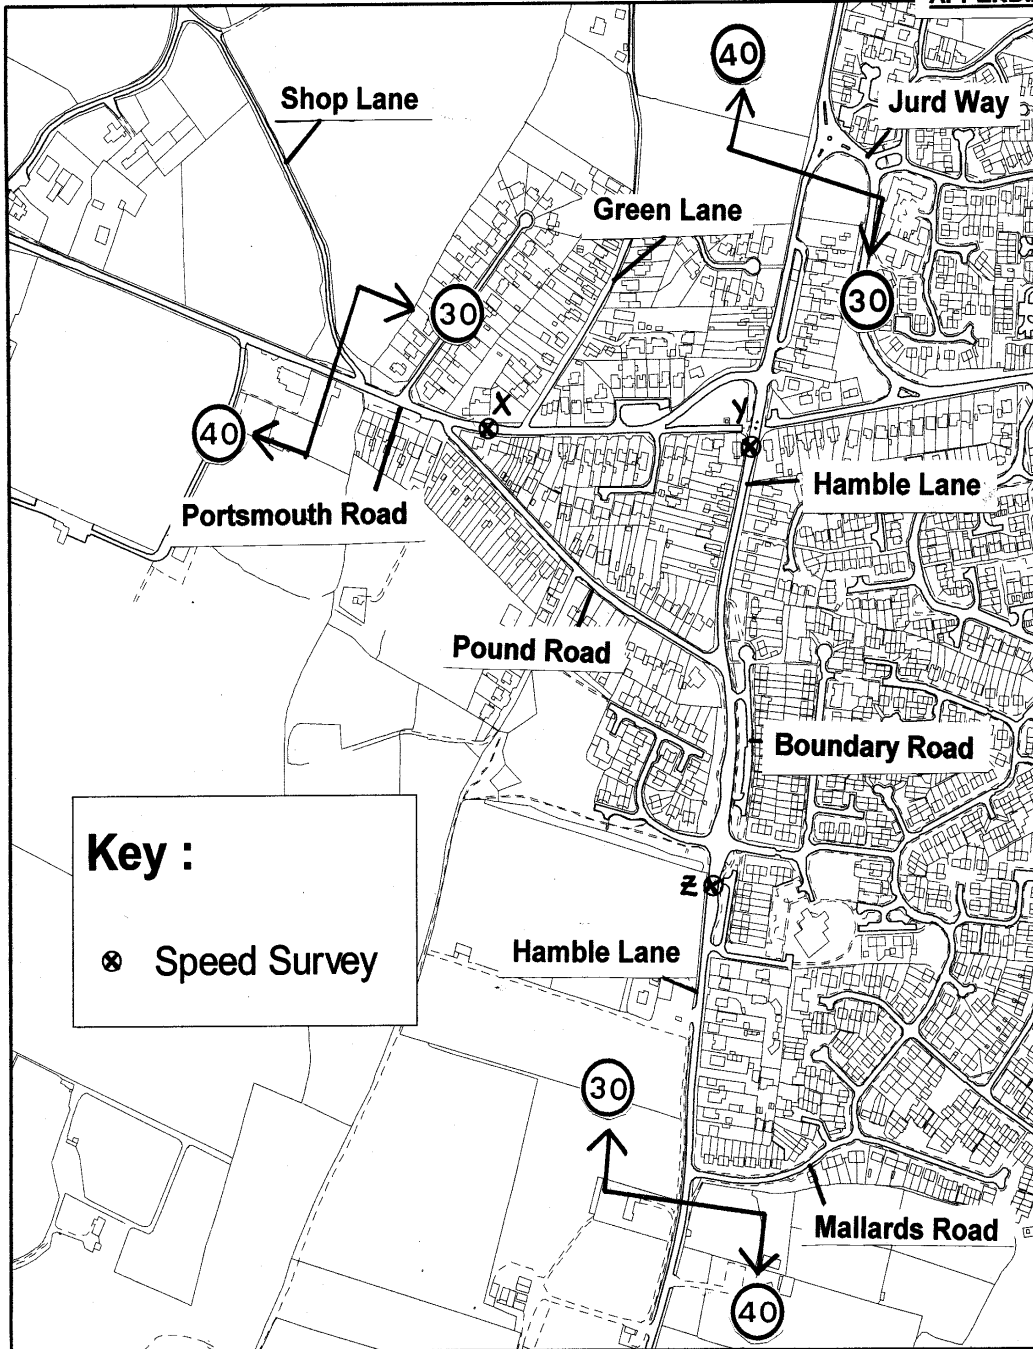 40
Jurd Way
Shop Lane
Green Lane
30
30
X
40
Y
Hamble Lane
Portsmouth Road
Pound Road
Boundary Road
Key :
Z
Speed Survey
Hamble Lane
30
Mallards Road
40